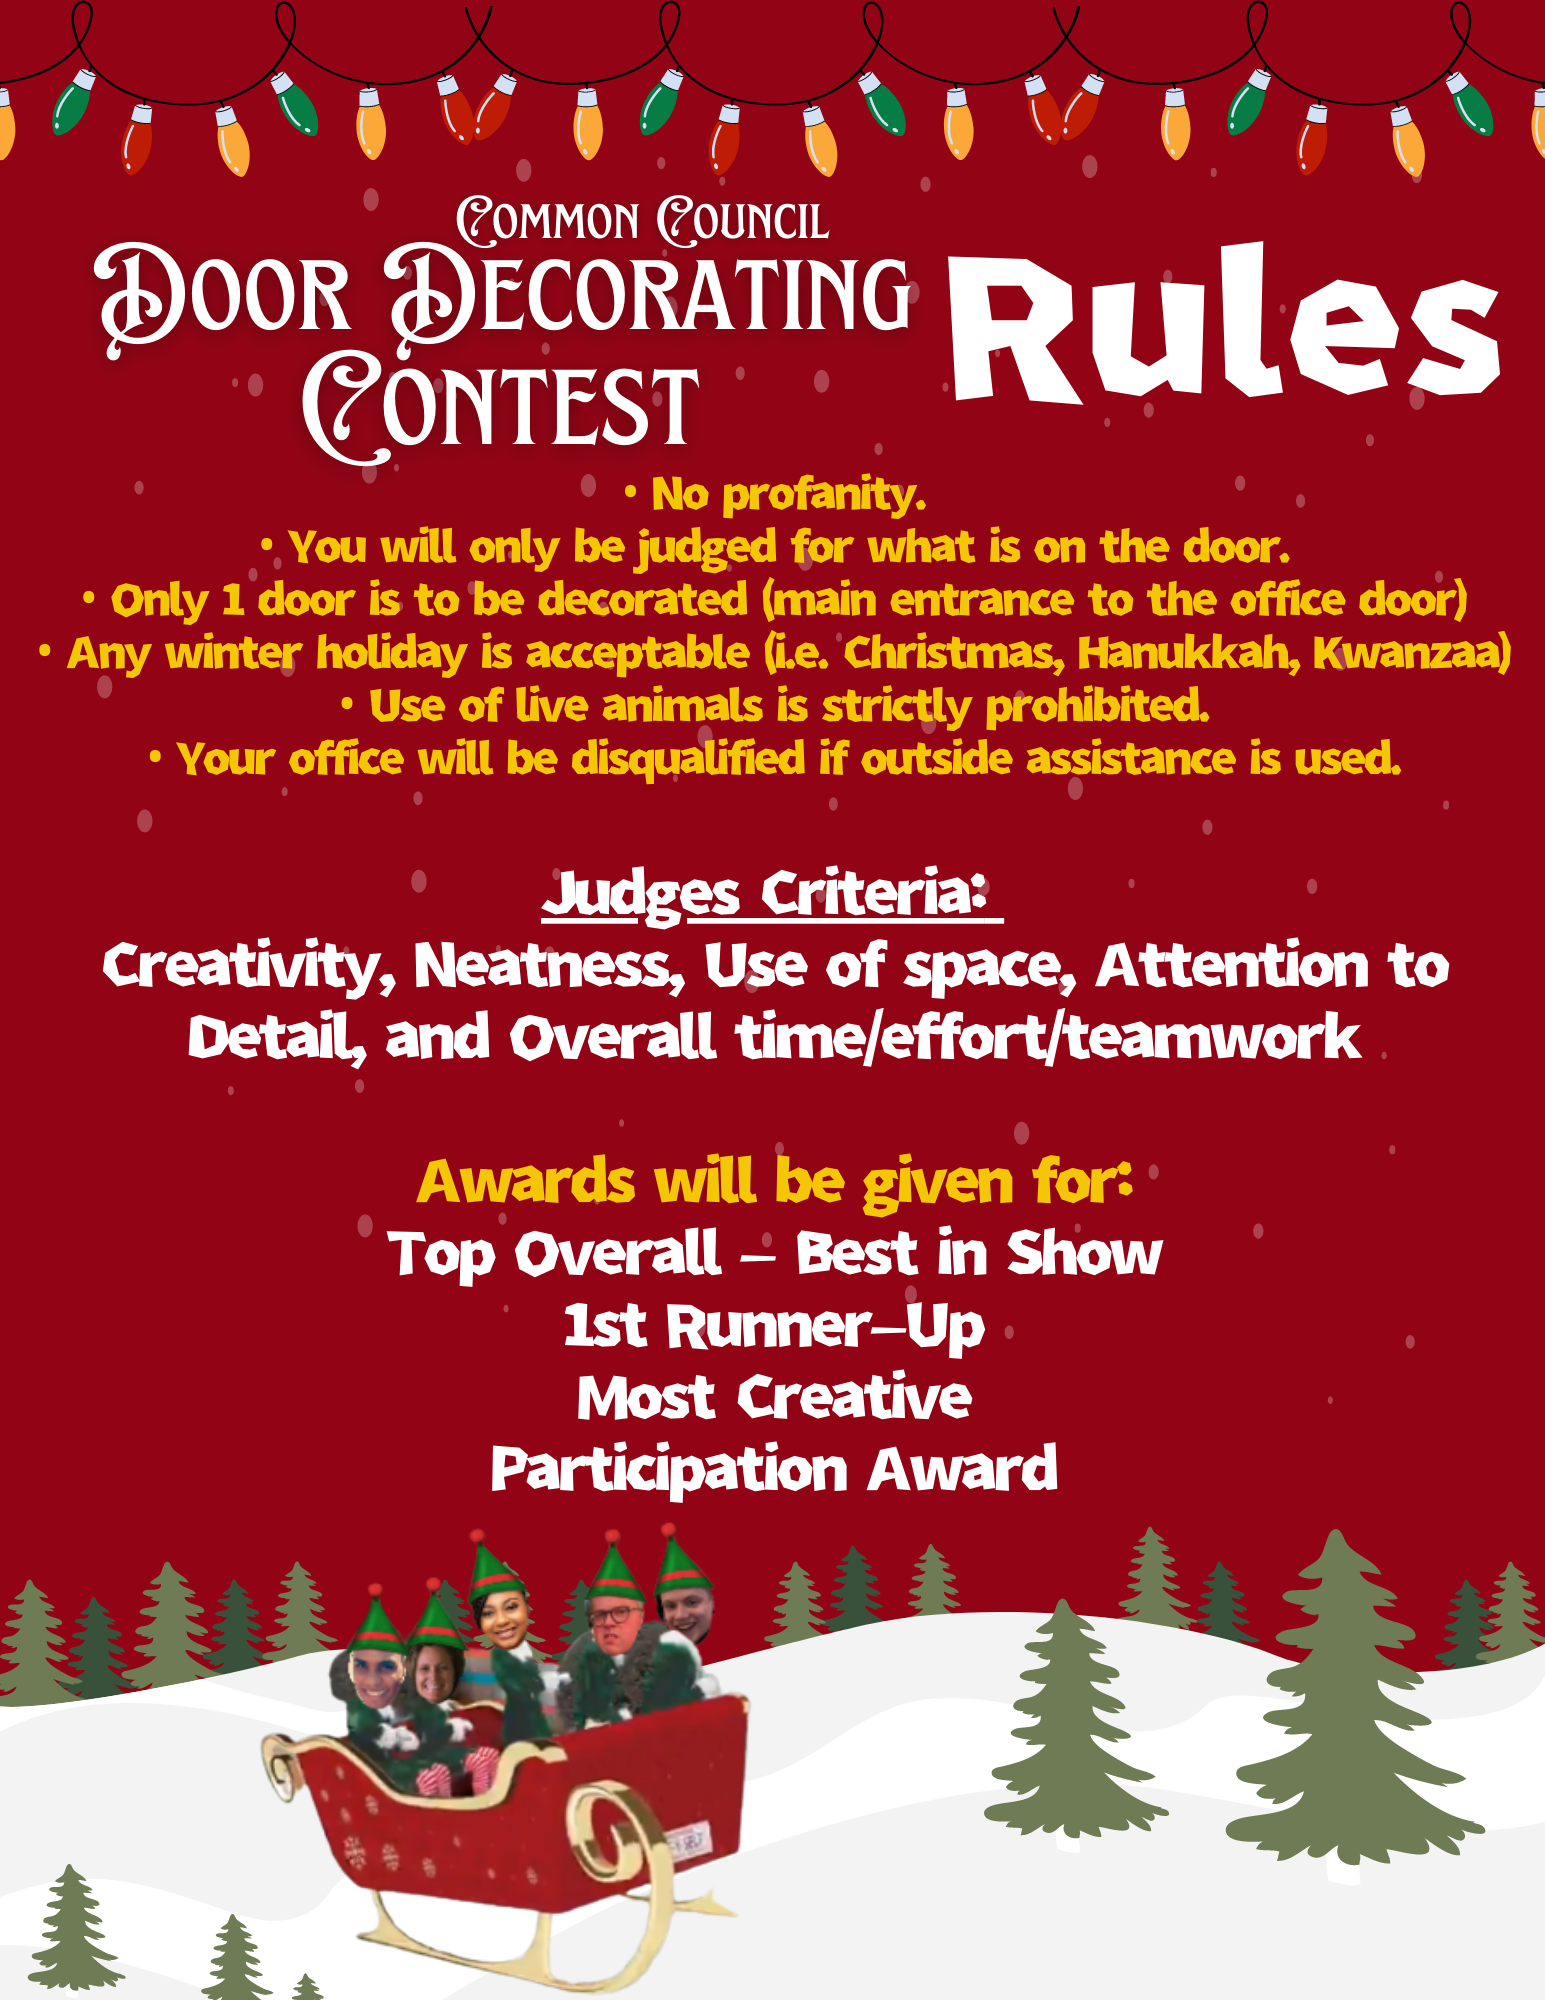 Common Council
Door Decorating
Contest
Rules
• No profanity.
• You will only be judged for what is on the door.
• Only 1 door is to be decorated (main entrance to the office door)
• Any winter holiday is acceptable (i.e. Christmas, Hanukkah, Kwanzaa)
• Use of live animals is strictly prohibited.
• Your office will be disqualified if outside assistance is used.
Judges Criteria:
Creativity, Neatness, Use of space, Attention to
Detail, and Overall time/effort/teamwork
Awards will be given for:
Top Overall – Best in Show
1st Runner-Up
Most Creative
Participation Award